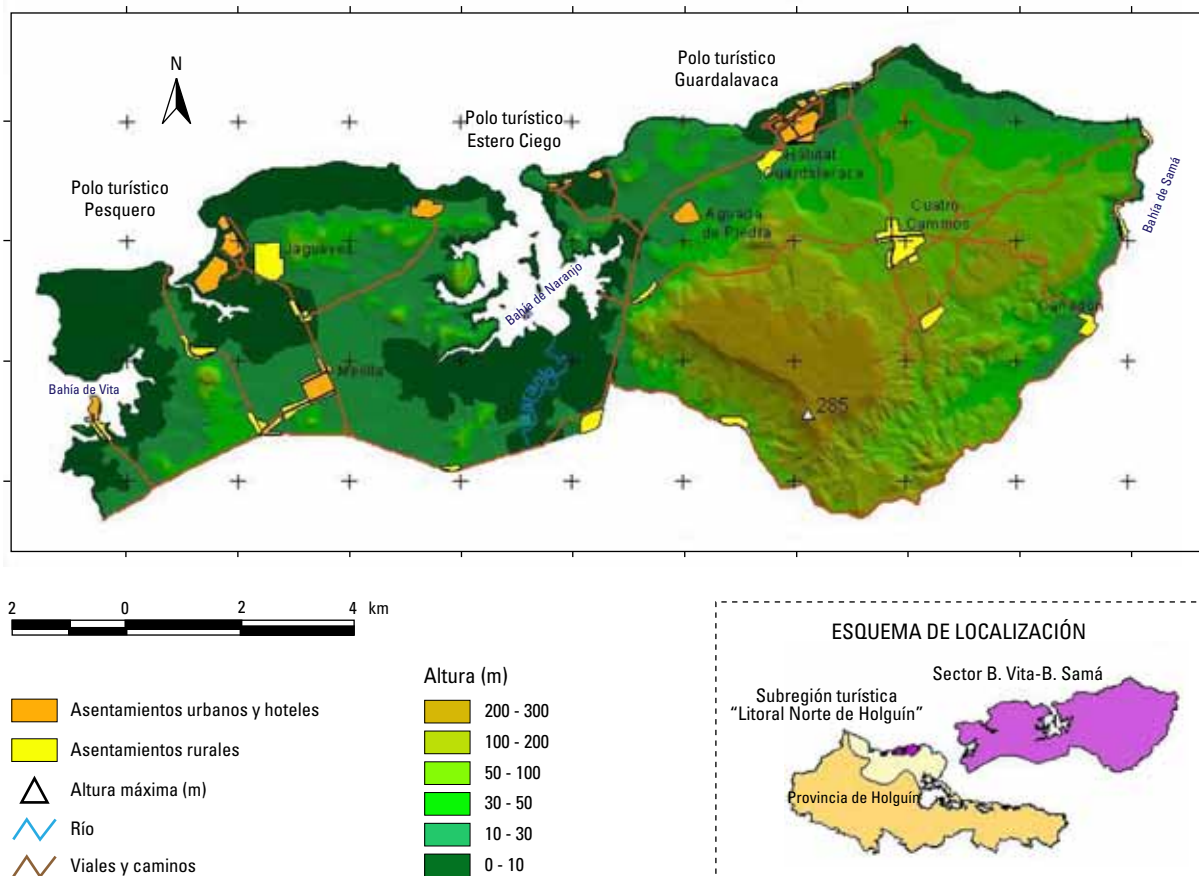 Polo turístico
Guardalavaca
N
Polo turístico
Estero Ciego
Polo turístico
Pesquero
Hábitat
Guardalavaca
Bahía de Samá
Cuatro
Caminos
Aguada
de Piedra
Jagueyes
Bahía de Naranjo
Melilla
Bahía de Vita
285
2 0 2 4 km
Asentamientos urbanos y hoteles
Asentamientos rurales
Altura máxima (m)
Río
Viales y caminos
Altura (m)
200 - 300
100 - 200
50 - 100
30 - 50
10 - 30
0 - 10
ESQUEMA DE LOCALIZACIÓN
Sector B. Vita-B. Samá
Subregión turística
“Litoral Norte de Holguín”
Provincia de Holguín